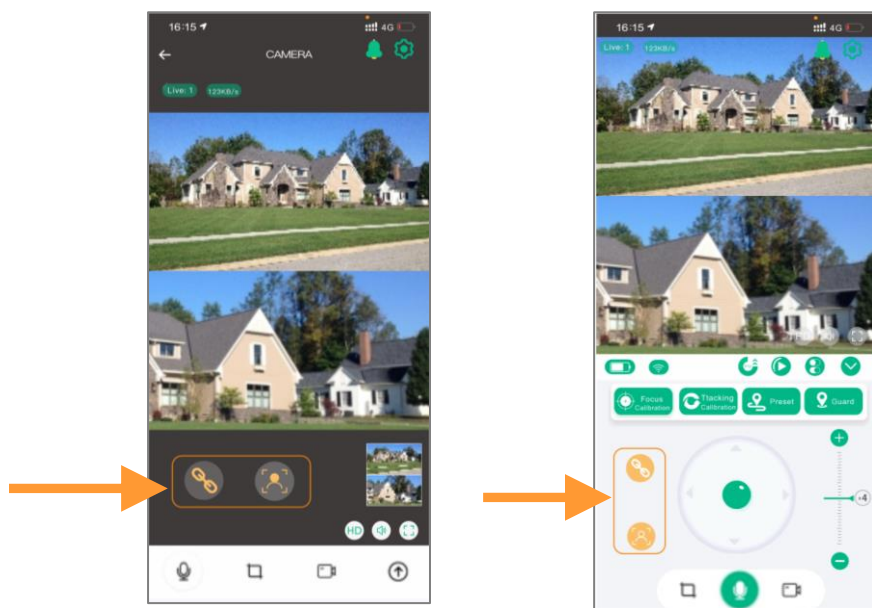 16:15
4G
CAMERA
Live: 1
123KB/s
HD
16:15
4G
Live: 1
123KB/s
Focus
Calibration
Ttacking
Calibration
Preset
Guard
4